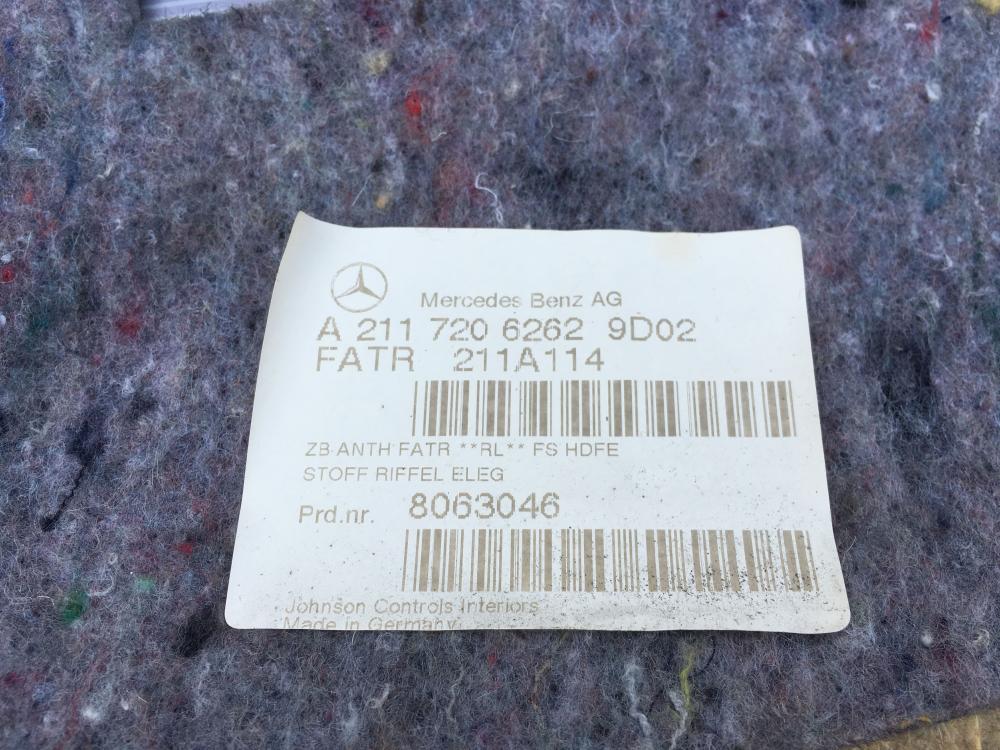 Mercedes Benz AG
A 211 720 6262 9D02
FATR 211A114
ZB ANTH FATR **RL** FS HDFE
STOFF RIFFEL ELEG
Prd.nr. 8063046
Johnson Controls Interiors
Made in Germany